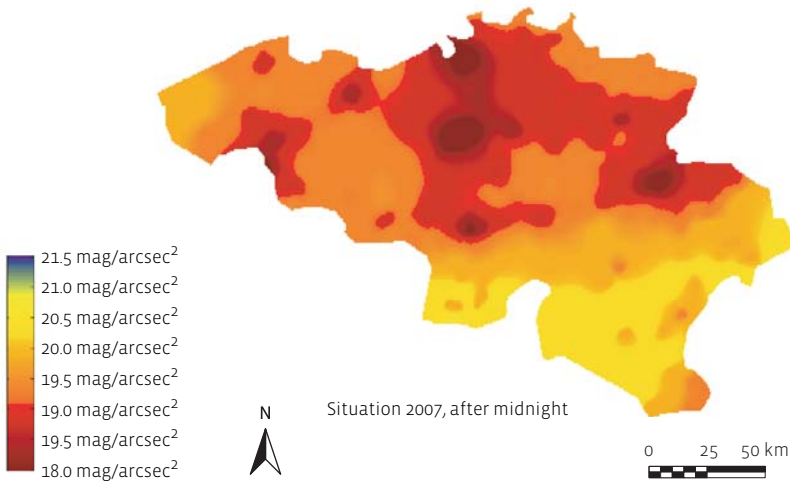 21.5 mag/arcsec²
21.0 mag/arcsec²
20.5 mag/arcsec²
20.0 mag/arcsec²
19.5 mag/arcsec²
19.0 mag/arcsec²
19.5 mag/arcsec²
18.0 mag/arcsec²
N
Situation 2007, after midnight
0 25 50 km